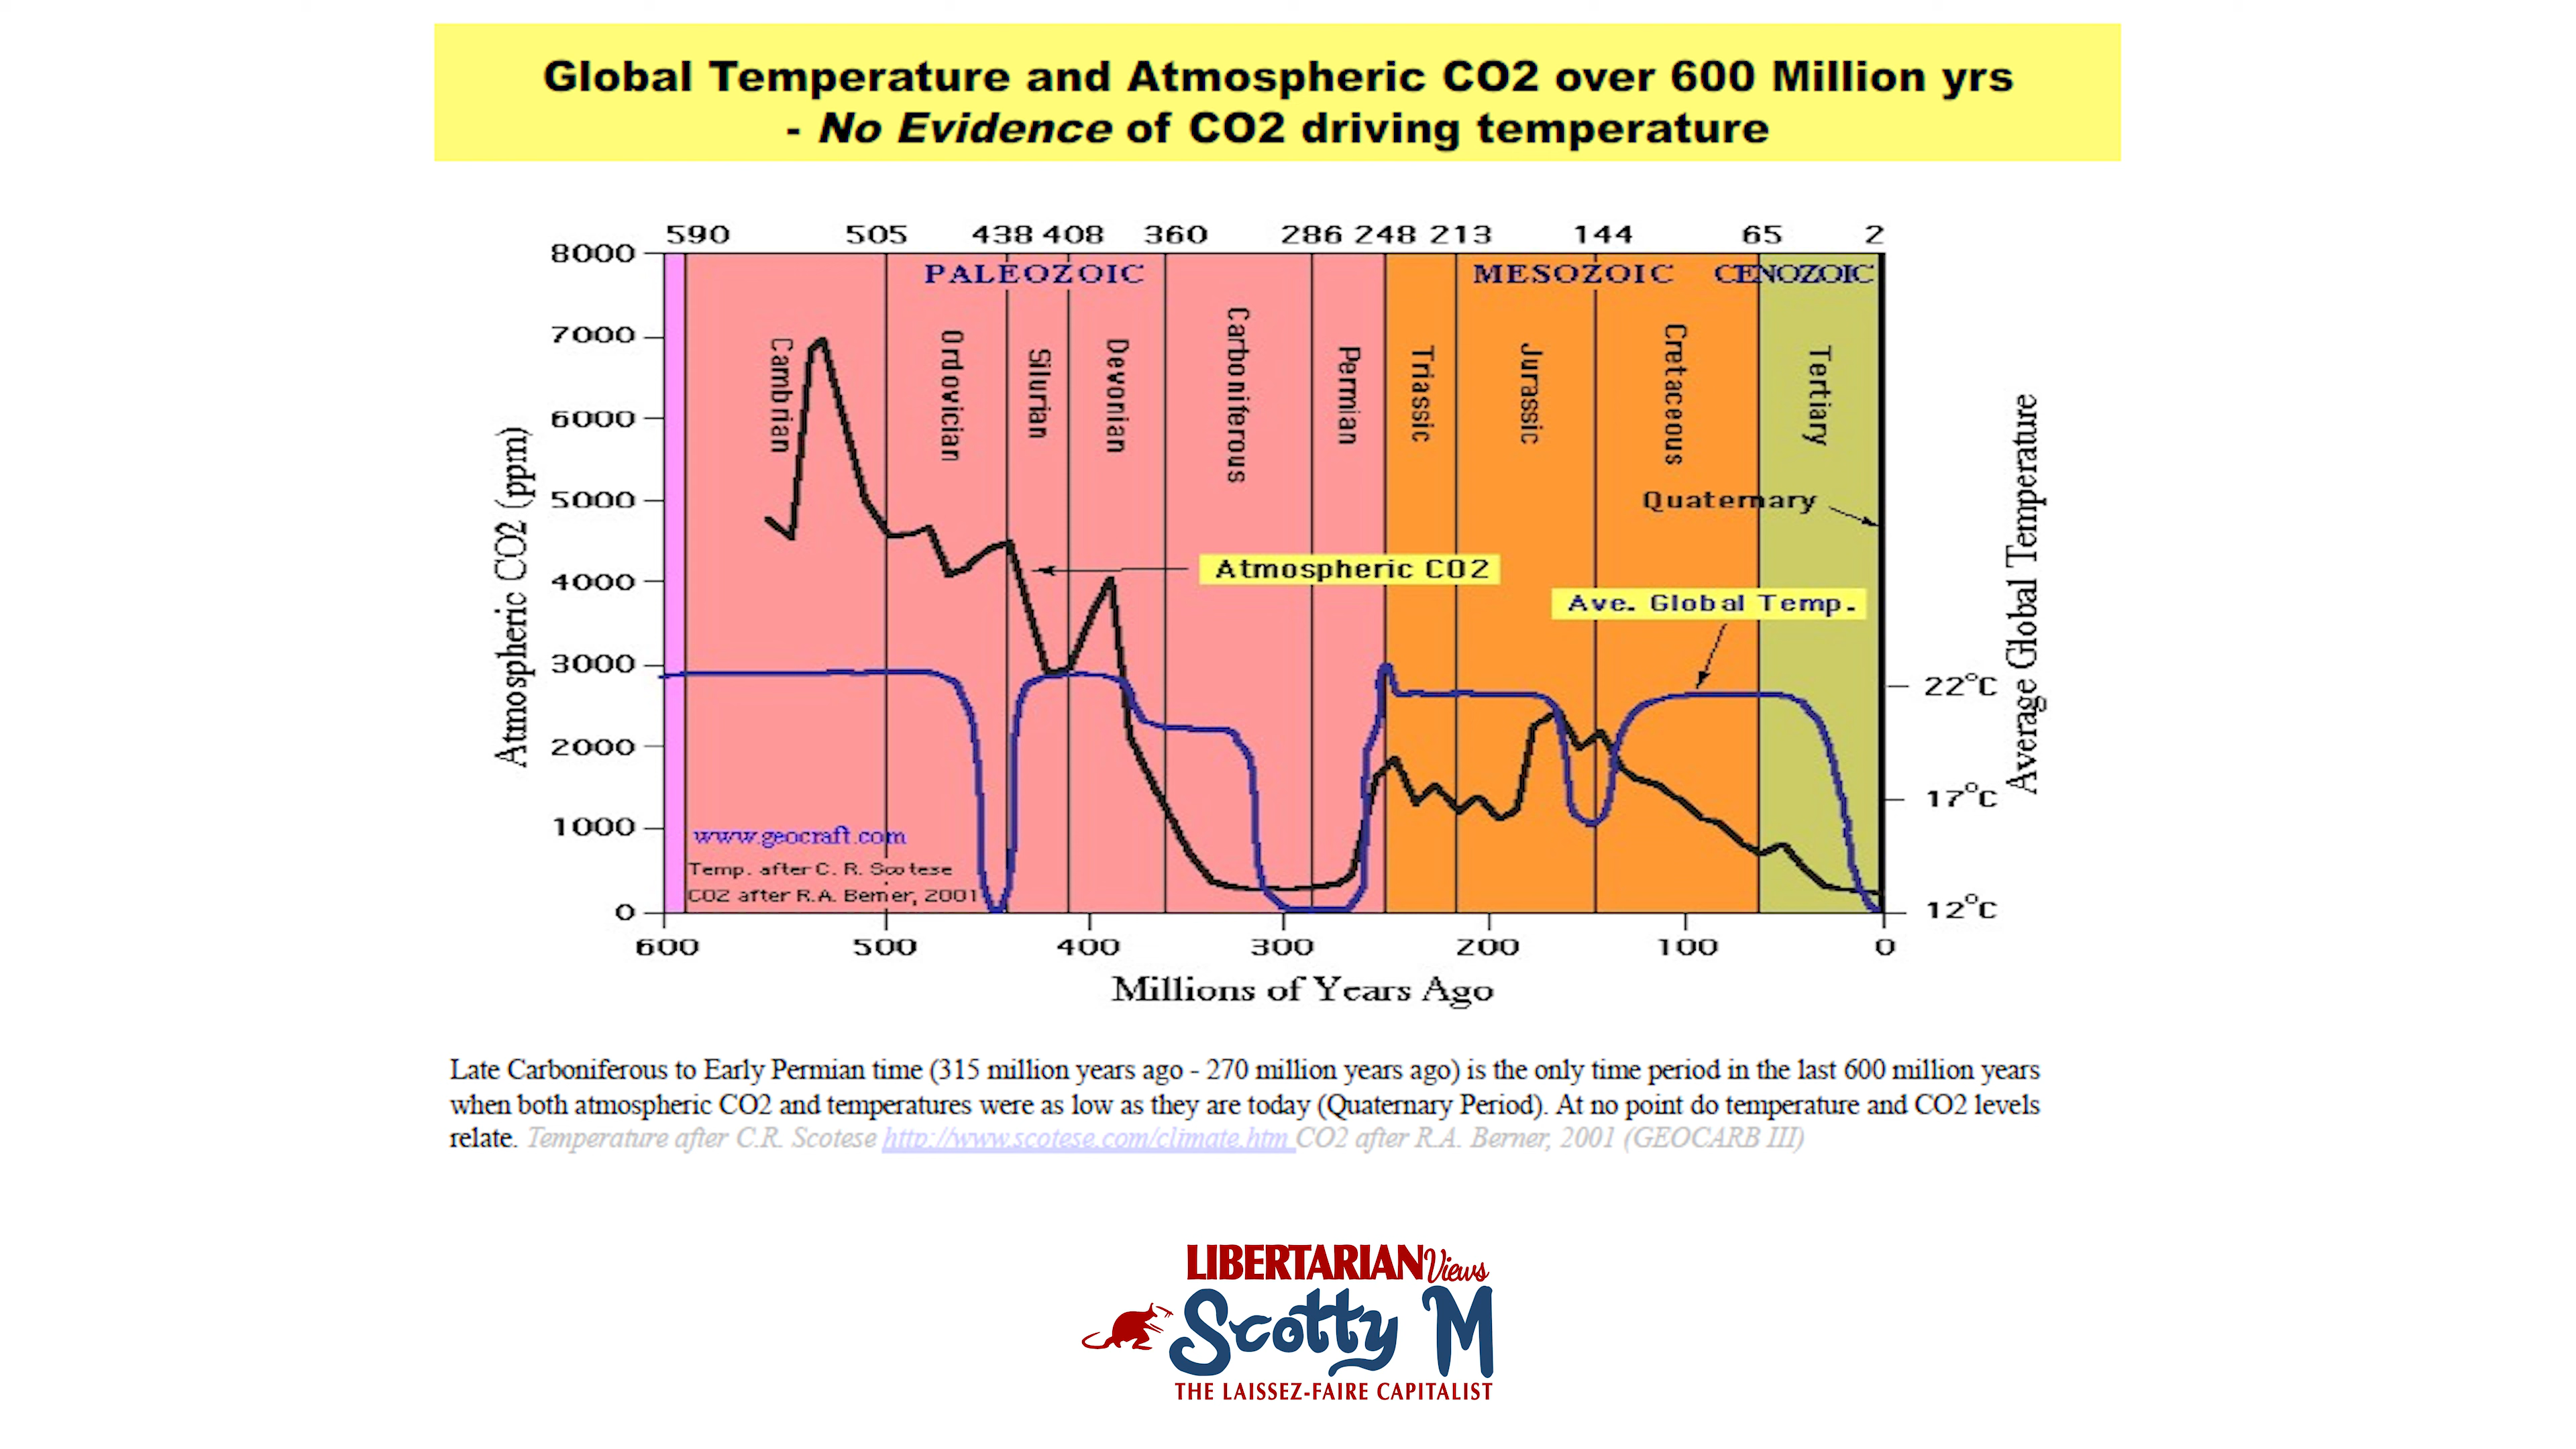 Global Temperature and Atmospheric CO2 over 600 Million yrs
- No Evidence of CO2 driving temperature
590 505 438 408 360 286 248 213 144 65 2
PALEOZOIC MESOZOIC CENOZOIC
8000
7000
6000
5000
4000
3000
2000
1000
0
Atmospheric CO2 (ppm)
Cambrian
Ordovician
Silurian
Devonian
Carboniferous
Permian
Triassic
Jurassic
Cretaceous
Tertiary
Quaternary
Atmospheric CO2
Ave. Global Temp.
22°C
17°C
12°C
Average Global Temperature
www.geocraft.com
Temp. after C. R. Scotese
CO2 after R.A. Berner, 2001
600 500 400 300 200 100 0
Millions of Years Ago
Late Carboniferous to Early Permian time (315 million years ago - 270 million years ago) is the only time period in the last 600 million years
when both atmospheric CO2 and temperatures were as low as they are today (Quaternary Period). At no point do temperature and CO2 levels
relate. Temperature after C.R. Scotese http://www.scotese.com/climate.htm CO2 after R.A. Berner, 2001 (GEOCARB III)
LIBERTARIAN Views
Scotty M
THE LAISSEZ-FAIRE CAPITALIST